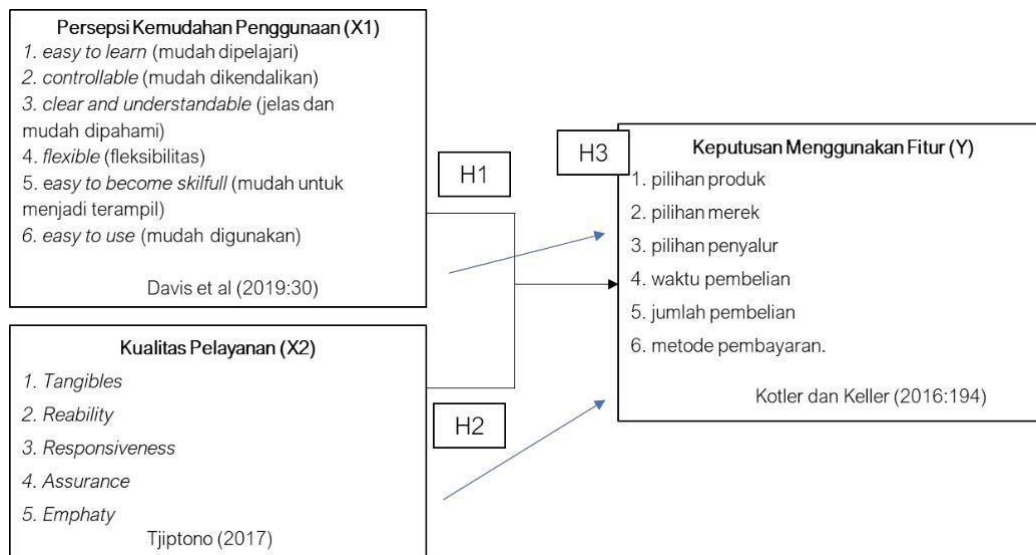 Persepsi Kemudahan Penggunaan (X1)
1. easy to learn (mudah dipelajari)
2. controllable (mudah dikendalikan)
3. clear and understandable (jelas dan
mudah dipahami)
4. flexible (fleksibilitas)
5. easy to become skilfull (mudah untuk
menjadi terampil)
6. easy to use (mudah digunakan)
Davis et al (2019:30)
H1
H3
Keputusan Menggunakan Fitur (Y)
1. pilihan produk
2. pilihan merek
3. pilihan penyalur
4. waktu pembelian
5. jumlah pembelian
6. metode pembayaran.
Kotler dan Keller (2016:194)
Kualitas Pelayanan (X2)
1. Tangibles
2. Reability
3. Responsiveness
4. Assurance
5. Emphaty
Tjiptono (2017)
H2